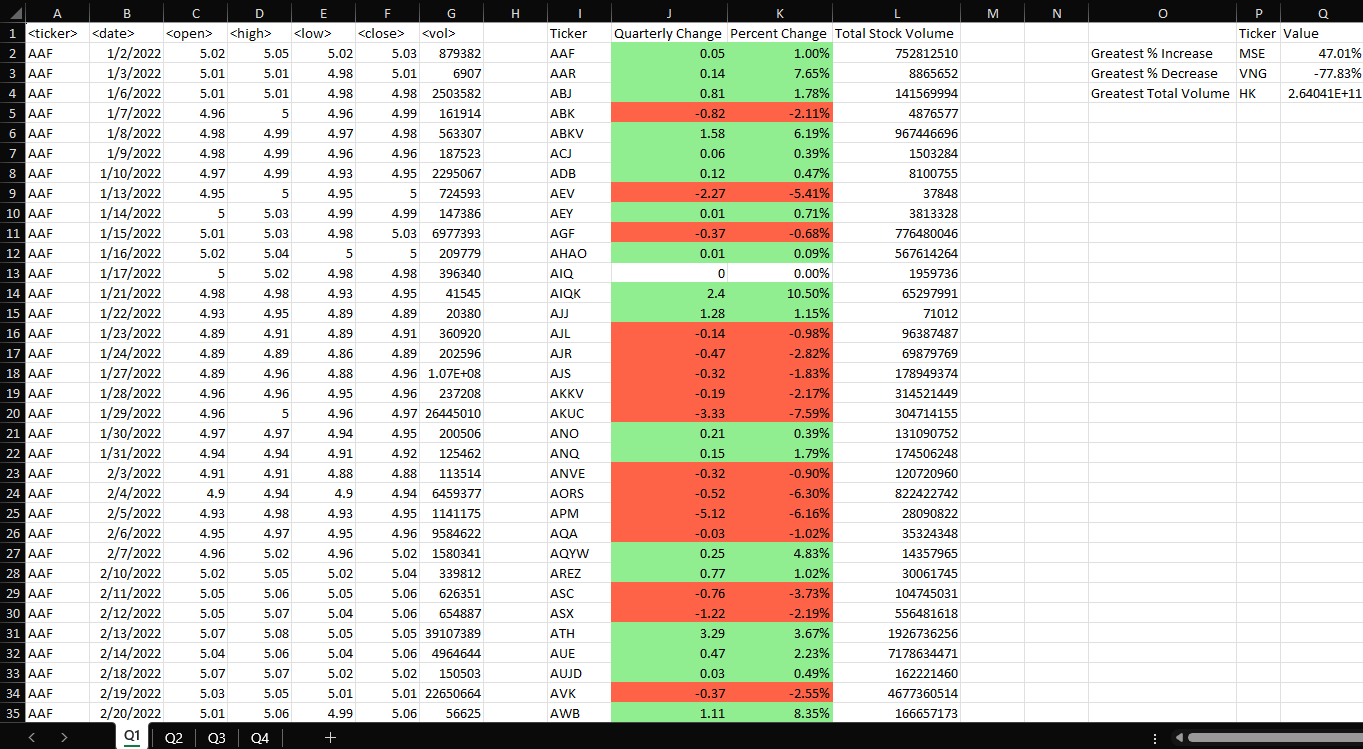 A B C D E F G H I J K L M N O P Q
1 <ticker> <date> <open> <high> <low> <close> <vol> Ticker Quarterly Change Percent Change Total Stock Volume Ticker Value
2 AAF 1/2/2022 5.02 5.05 5.02 5.03 879382 AAF 0.05 1.00% 752812510 Greatest % Increase MSE 47.01%
3 AAF 1/3/2022 5.01 5.01 4.98 5.01 6907 AAR 0.14 7.65% 8865652 Greatest % Decrease VNG -77.83%
4 AAF 1/6/2022 5.01 5.01 4.98 4.98 2503582 ABJ 0.81 1.78% 141569994 Greatest Total Volume HK 2.64041E+11
5 AAF 1/7/2022 4.96 5 4.96 4.99 161914 ABK -0.82 -2.11% 4876577
6 AAF 1/8/2022 4.98 4.99 4.97 4.98 563307 ABKV 1.58 6.19% 967446696
7 AAF 1/9/2022 4.98 4.99 4.96 4.96 187523 ACJ 0.06 0.39% 1503284
8 AAF 1/10/2022 4.97 4.99 4.93 4.95 2295067 ADB 0.12 0.47% 8100755
9 AAF 1/13/2022 4.95 5 4.95 5 724593 AEV -2.27 -5.41% 37848
10 AAF 1/14/2022 5 5.03 4.99 4.99 147386 AEY 0.01 0.71% 3813328
11 AAF 1/15/2022 5.01 5.03 4.98 5.03 6977393 AGF -0.37 -0.68% 776480046
12 AAF 1/16/2022 5.02 5.04 5 5 209779 AHAO 0.01 0.09% 567614264
13 AAF 1/17/2022 5 5.02 4.98 4.98 396340 AIQ 0 0.00% 1959736
14 AAF 1/21/2022 4.98 4.98 4.93 4.95 41545 AIQK 2.4 10.50% 65297991
15 AAF 1/22/2022 4.93 4.95 4.89 4.89 20380 AJJ 1.28 1.15% 71012
16 AAF 1/23/2022 4.89 4.91 4.89 4.91 360920 AJL -0.14 -0.98% 96387487
17 AAF 1/24/2022 4.89 4.89 4.86 4.89 202596 AJR -0.47 -2.82% 69879769
18 AAF 1/27/2022 4.89 4.96 4.88 4.96 1.07E+08 AJS -0.32 -1.83% 178949374
19 AAF 1/28/2022 4.96 4.96 4.95 4.96 237208 AKKV -0.19 -2.17% 314521449
20 AAF 1/29/2022 4.96 5 4.96 4.97 26445010 AKUC -3.33 -7.59% 304714155
21 AAF 1/30/2022 4.97 4.97 4.94 4.95 200506 ANO 0.21 0.39% 131090752
22 AAF 1/31/2022 4.94 4.94 4.91 4.92 125462 ANQ 0.15 1.79% 174506248
23 AAF 2/3/2022 4.91 4.91 4.88 4.88 113514 ANVE -0.32 -0.90% 120720960
24 AAF 2/4/2022 4.9 4.94 4.9 4.94 6459377 AORS -0.52 -6.30% 822422742
25 AAF 2/5/2022 4.93 4.98 4.93 4.95 1141175 APM -5.12 -6.16% 28090822
26 AAF 2/6/2022 4.95 4.97 4.95 4.96 9584622 AQA -0.03 -1.02% 35324348
27 AAF 2/7/2022 4.96 5.02 4.96 5.02 1580341 AQYW 0.25 4.83% 14357965
28 AAF 2/10/2022 5.02 5.05 5.02 5.04 339812 AREZ 0.77 1.02% 30061745
29 AAF 2/11/2022 5.05 5.06 5.05 5.06 626351 ASC -0.76 -3.73% 104745031
30 AAF 2/12/2022 5.05 5.07 5.04 5.06 654887 ASX -1.22 -2.19% 556481618
31 AAF 2/13/2022 5.07 5.08 5.05 5.05 39107389 ATH 3.29 3.67% 1926736256
32 AAF 2/14/2022 5.04 5.06 5.04 5.06 4964644 AUE 0.47 2.23% 7178634471
33 AAF 2/18/2022 5.07 5.07 5.02 5.02 150503 AUJD 0.03 0.49% 162221460
34 AAF 2/19/2022 5.03 5.05 5.01 5.01 22650664 AVK -0.37 -2.55% 4677360514
35 AAF 2/20/2022 5.01 5.06 4.99 5.06 56625 AWB 1.11 8.35% 166657173
Q1 Q2 Q3 Q4